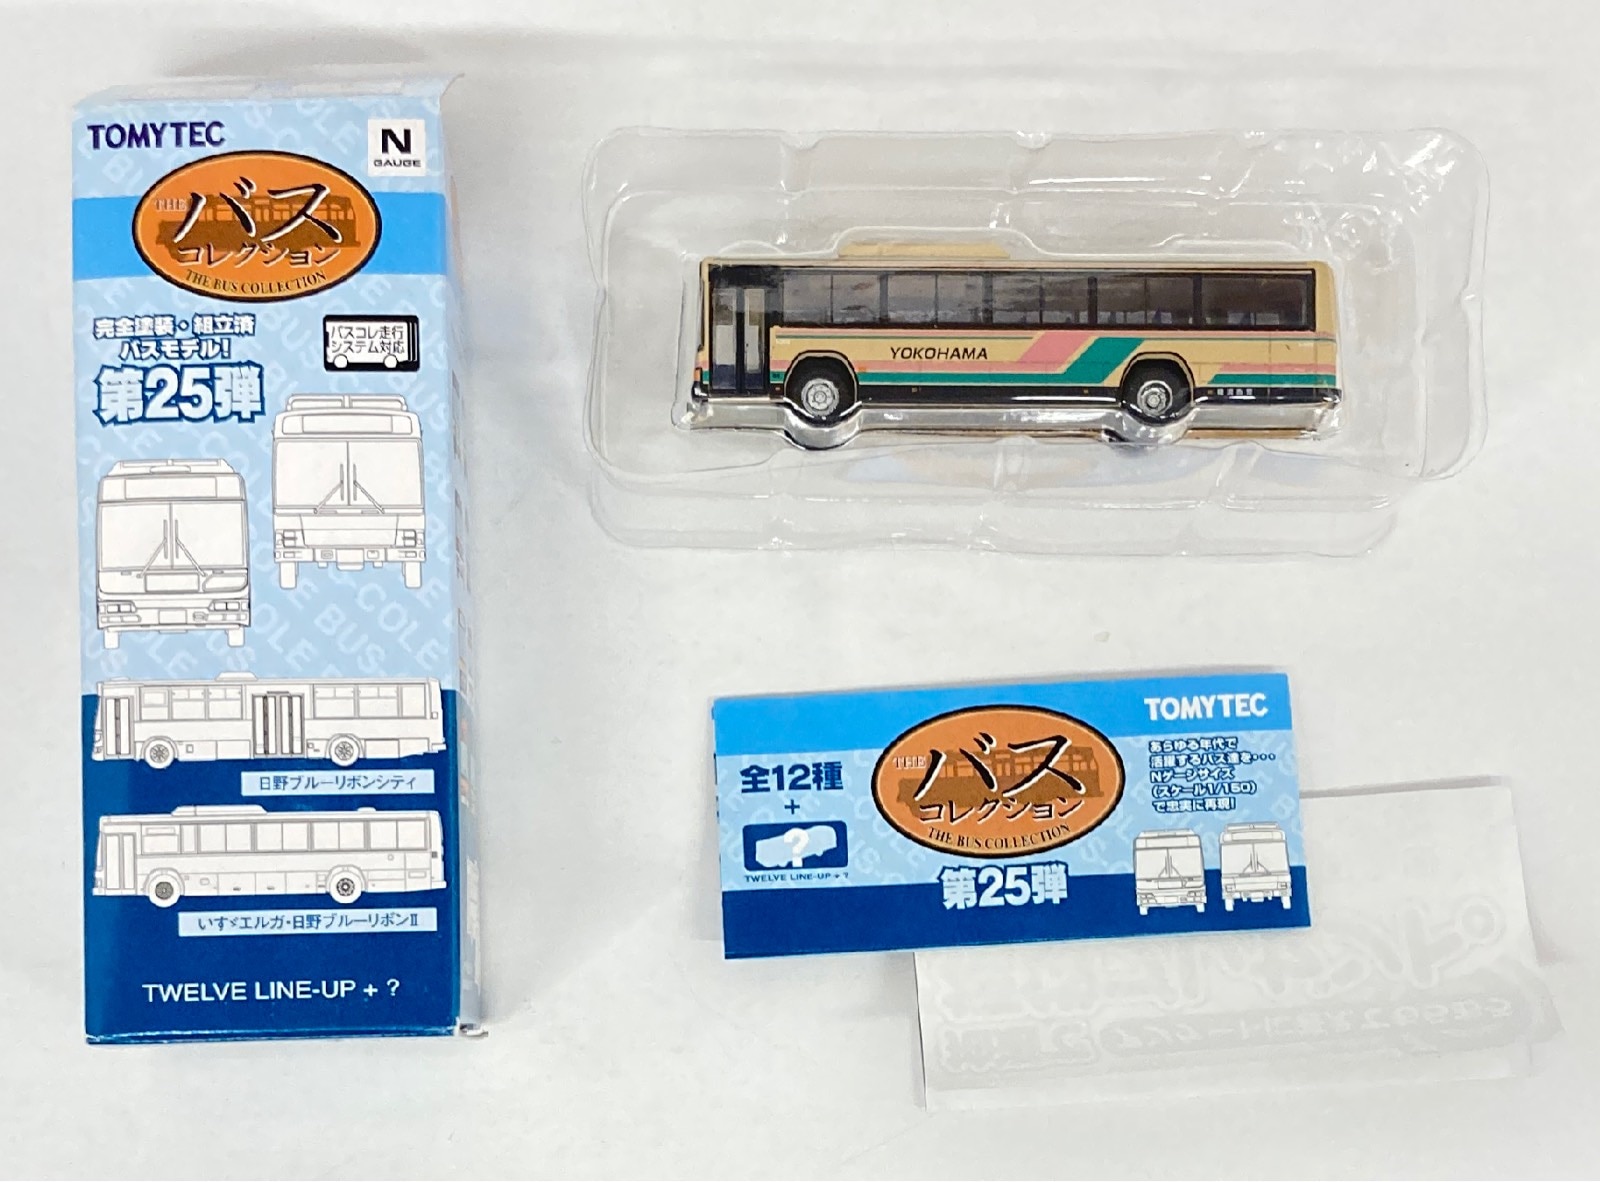 TOMYTEC
N
GAUGE
THE
バス
コレクション
THE BUS COLLECTION
完全塗装・組立済
バスモデル!
第25弾
バスコレ走行
システム対応
日野ブルーリボンシティ
いすゞエルガ・日野ブルーリボンⅡ
TWELVE LINE-UP + ?
YOKOHAMA
TOMYTEC
全12種
+
?
TWELVE LINE-UP + ?
THE
バス
コレクション
THE BUS COLLECTION
第25弾
あらゆる年代で
活躍するバス達を・・・
Nゲージサイズ
(スケール1/150)
で忠実に再現!